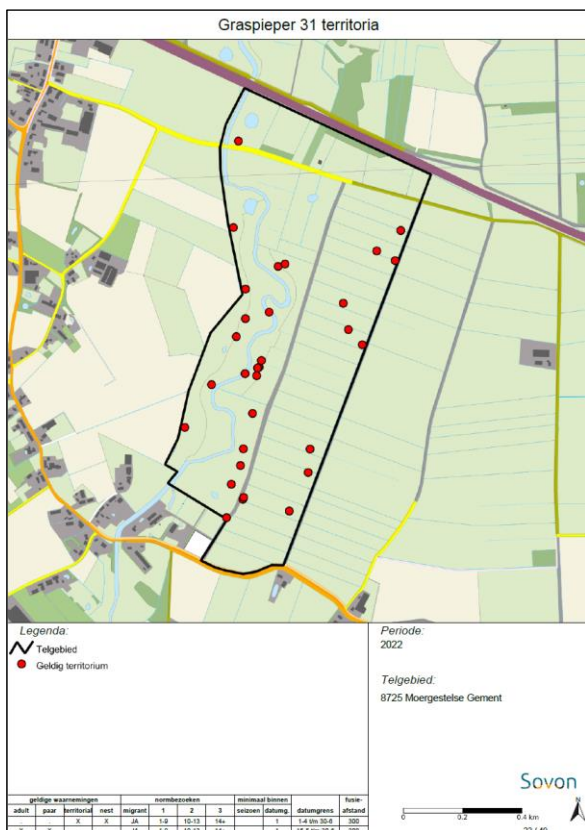 Graspieper 31 territoria
Legenda:
Telgebied
Geldig territorium
Periode:
2022
Telgebied:
8725 Moergestelse Gement
Sovon
0 0.2 0.4 km
N
geldige waarnemingen normbezoeken minimaal binnen fusie-
adult paar territoriaal nest migrant 1 2 3 seizoen datumg. datumgrens afstand
. . X X JA 1-9 10-13 14+ 1 1-4 t/m 30-6 300